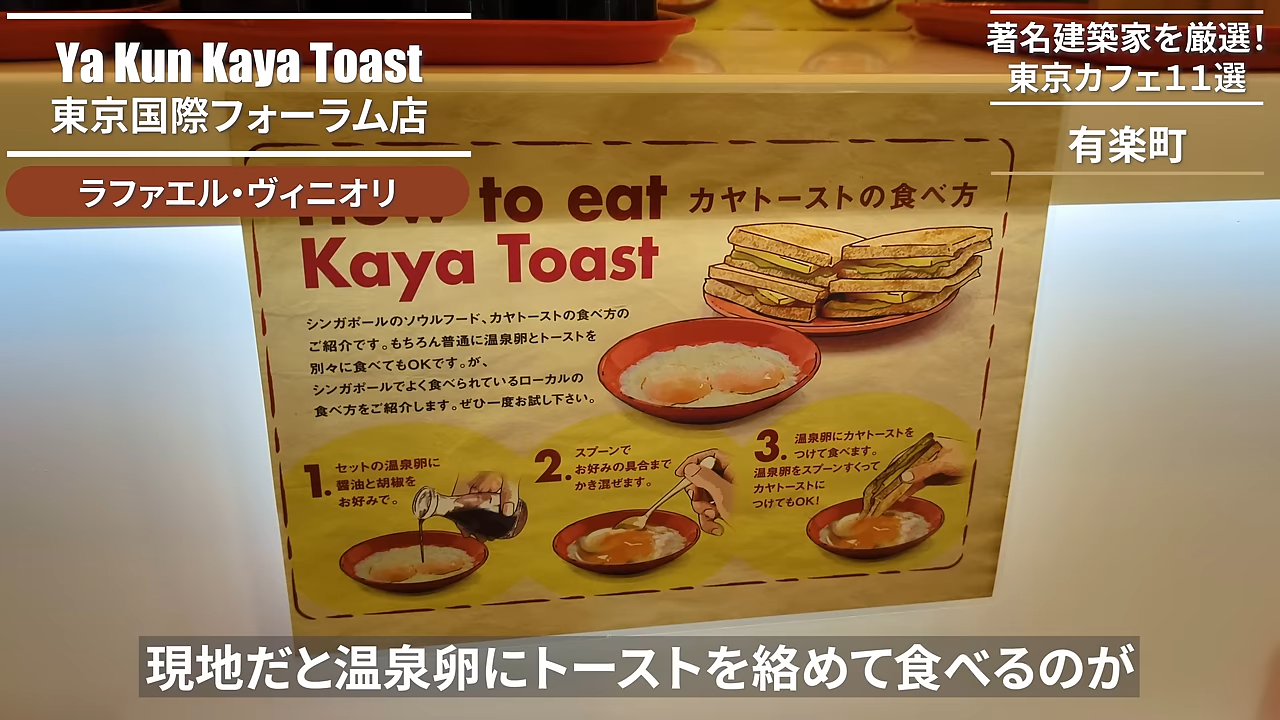 Ya Kun Kaya Toast
東京国際フォーラム店
ラファエル・ヴィニオリ
著名建築家を厳選!
東京カフェ11選
有楽町
How to eat
Kaya Toast
カヤトーストの食べ方
シンガポールのソウルフード、カヤトーストの食べ方の
ご紹介です。もちろん普通に温泉卵とトーストを
別々に食べてもOKです。が、
シンガポールでよく食べられているローカルの
食べ方をご紹介します。ぜひ一度お試し下さい。
1.
セットの温泉卵に
醤油と胡椒を
お好みで。
2.
スプーンで
お好みの具合まで
かき混ぜます。
3.
温泉卵にカヤトーストを
つけて食べます。
温泉卵をスプーンすくって
カヤトーストに
つけてもOK!
現地だと温泉卵にトーストを絡めて食べるのが